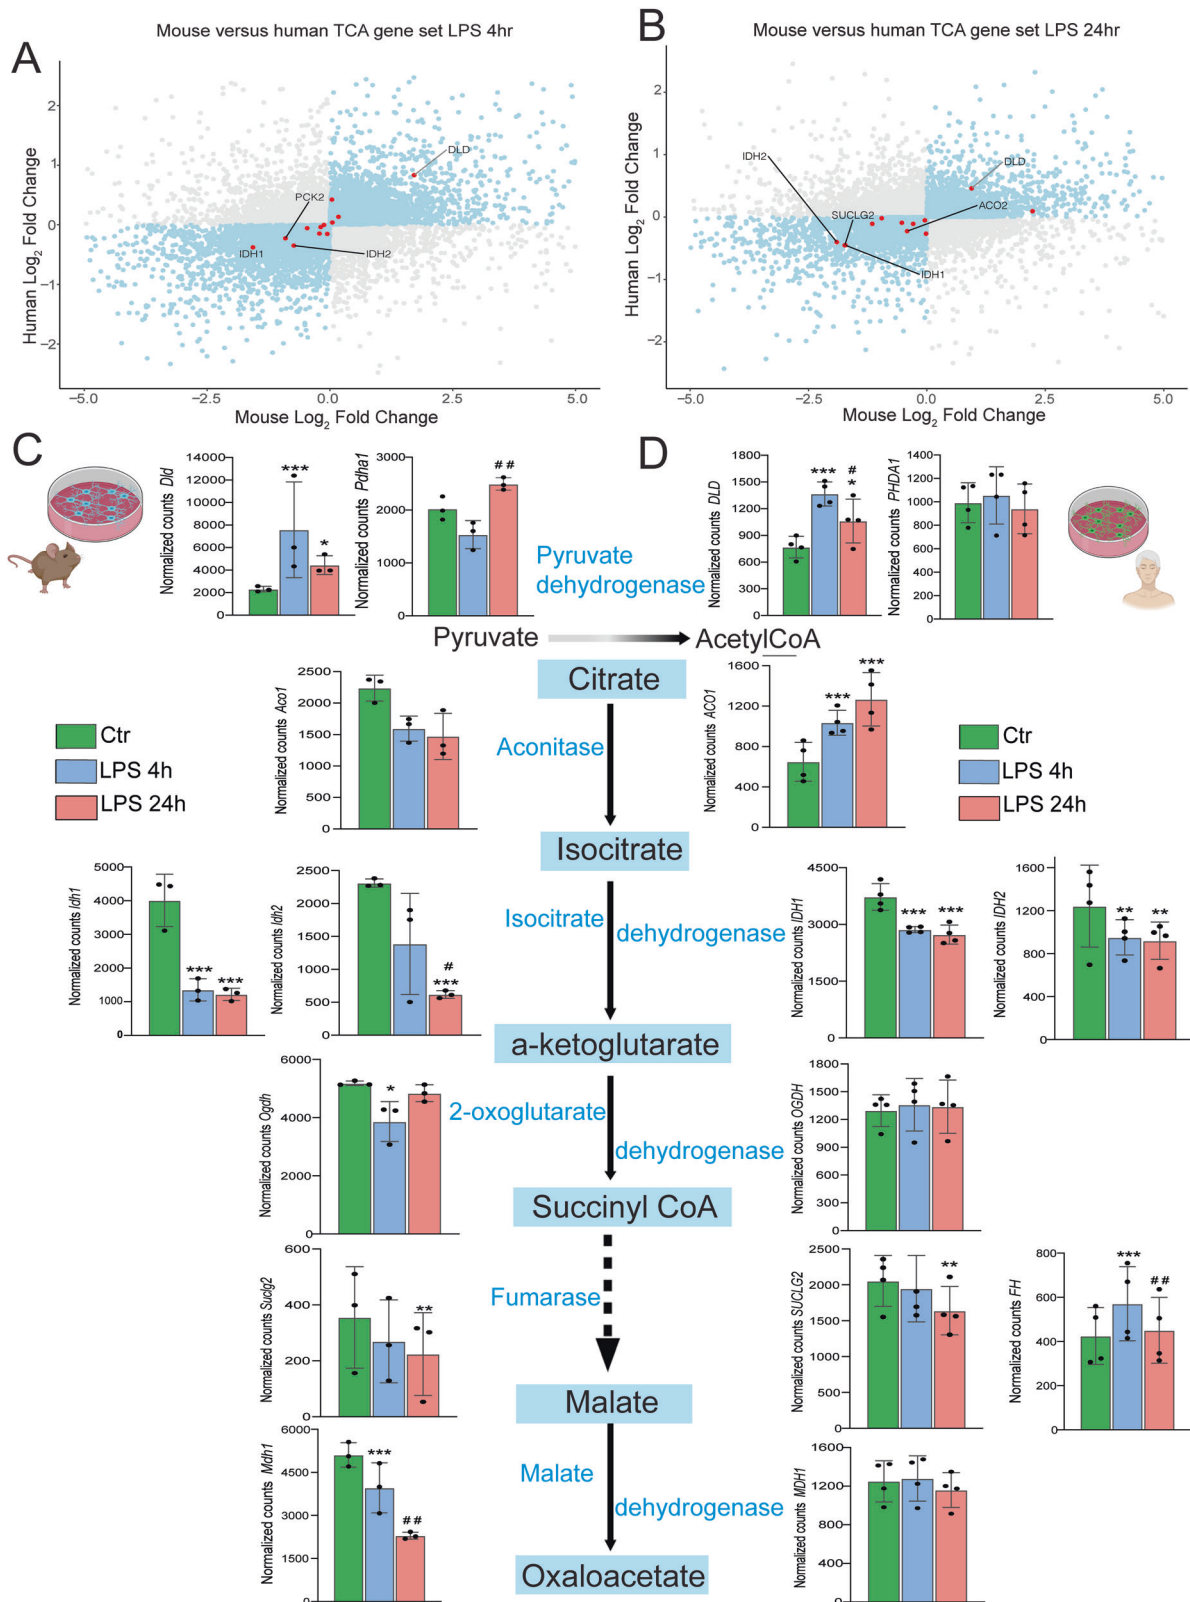 A
Mouse versus human TCA gene set LPS 4hr
Human Log2 Fold Change
2
1
0
−1
−2
DLD
PCK2
IDH1
IDH2
−5.0
−2.5
0.0
2.5
5.0
Mouse Log2 Fold Change
B
Mouse versus human TCA gene set LPS 24hr
Human Log2 Fold Change
2
1
0
−1
−2
IDH2
DLD
SUCLG2
ACO2
IDH1
−5.0
−2.5
0.0
2.5
5.0
Mouse Log2 Fold Change
C
Normalized counts Dld
14000
12000
10000
8000
6000
4000
2000
0
***
*
Normalized counts Pdha1
3000
2000
1000
0
##
D
Normalized counts DLD
1800
1500
1200
900
600
300
0
***
#
*
Normalized counts PHDA1
1400
1200
1000
800
600
400
200
0
Pyruvate
dehydrogenase
Pyruvate
AcetylCoA
Citrate
Normalized counts Aco1
2500
2000
1500
1000
500
0
Aconitase
Normalized counts ACO1
1600
1200
800
400
0
***
***
Ctr
LPS 4h
LPS 24h
Ctr
LPS 4h
LPS 24h
Isocitrate
Normalized counts Idh1
5000
4000
3000
2000
1000
0
***
***
Normalized counts Idh2
2500
2000
1500
1000
500
0
#
***
Isocitrate
dehydrogenase
Normalized counts IDH1
4500
3000
1500
0
***
***
Normalized counts IDH2
1600
1200
800
400
0
**
**
a-ketoglutarate
Normalized counts Ogdh
6000
4000
2000
0
*
2-oxoglutarate
dehydrogenase
Normalized counts OGDH
1800
1500
1200
900
600
300
0
Succinyl CoA
Normalized counts Suclg2
600
400
200
0
**
Fumarase
Normalized counts SUCLG2
2500
2000
1500
1000
500
0
**
Normalized counts FH
800
600
400
200
0
***
##
Malate
Normalized counts Mdh1
6000
4500
3000
1500
0
***
##
Malate
dehydrogenase
Normalized counts MDH1
1600
1200
800
400
0
Oxaloacetate